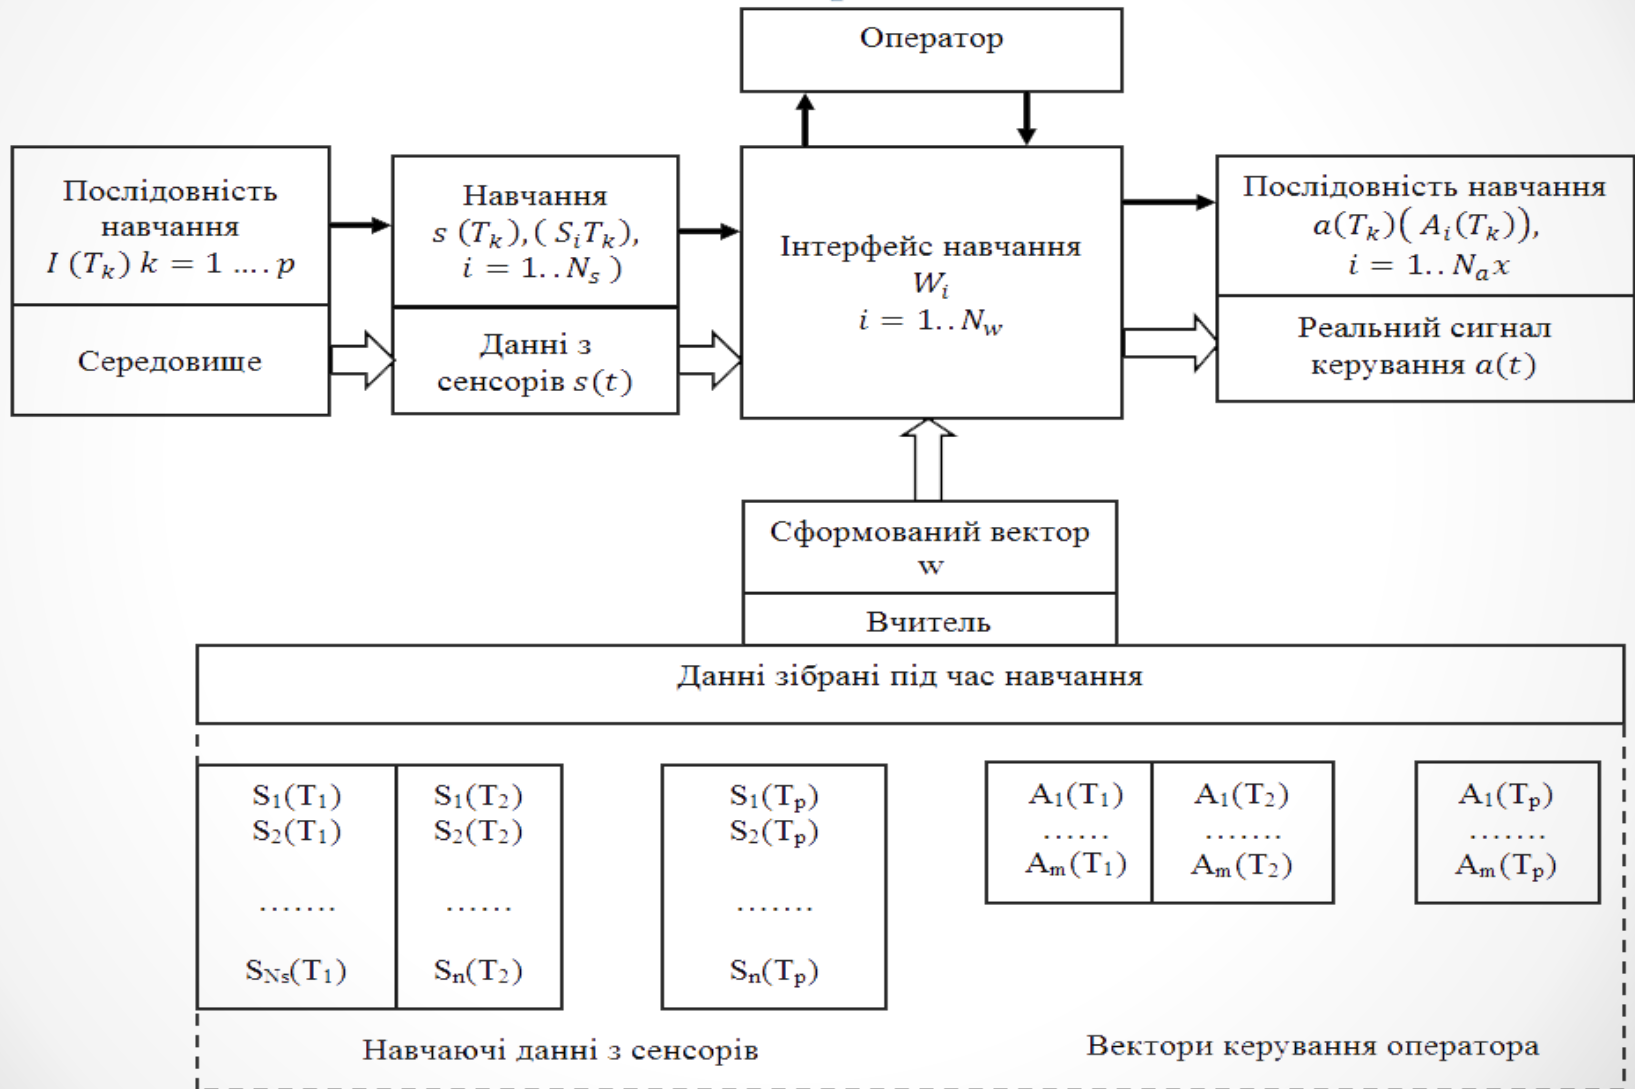 Оператор
Послідовність
навчання
I (Tₖ) k = 1 .... p
Середовище
Навчання
s (Tₖ), ( SᵢTₖ),
i = 1.. Nₛ )
Данні з
сенсорів s(t)
Інтерфейс навчання
Wᵢ
i = 1.. N_w
Послідовність навчання
a(Tₖ)( Aᵢ(Tₖ)),
i = 1.. Nₐx
Реальний сигнал
керування a(t)
Сформований вектор
w
Вчитель
Данні зібрані під час навчання
S₁(T₁)
S₂(T₁)
.......
S_Ns(T₁)
S₁(T₂)
S₂(T₂)
......
Sₙ(T₂)
S₁(Tₚ)
S₂(Tₚ)
.......
Sₙ(Tₚ)
A₁(T₁)
......
Aₘ(T₁)
A₁(T₂)
.......
Aₘ(T₂)
A₁(Tₚ)
.......
Aₘ(Tₚ)
Навчаючі данні з сенсорів
Вектори керування оператора